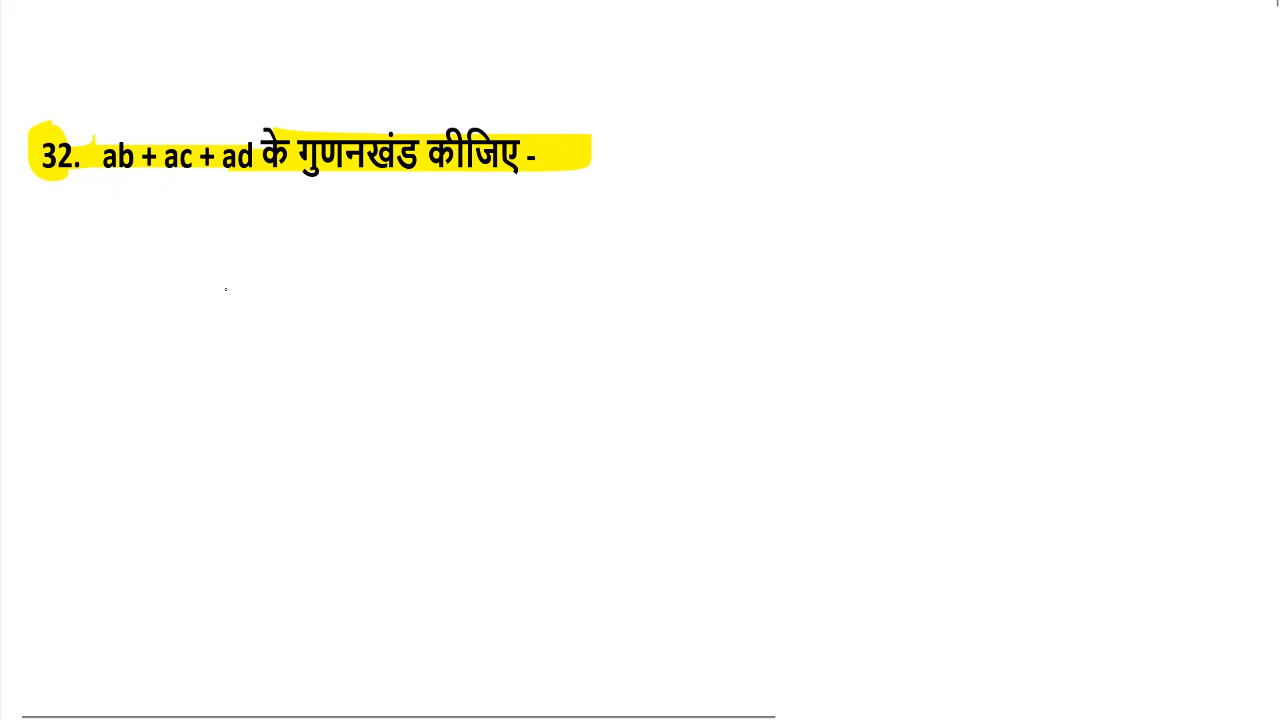 32. ab + ac + ad के गुणनखंड कीजिए -